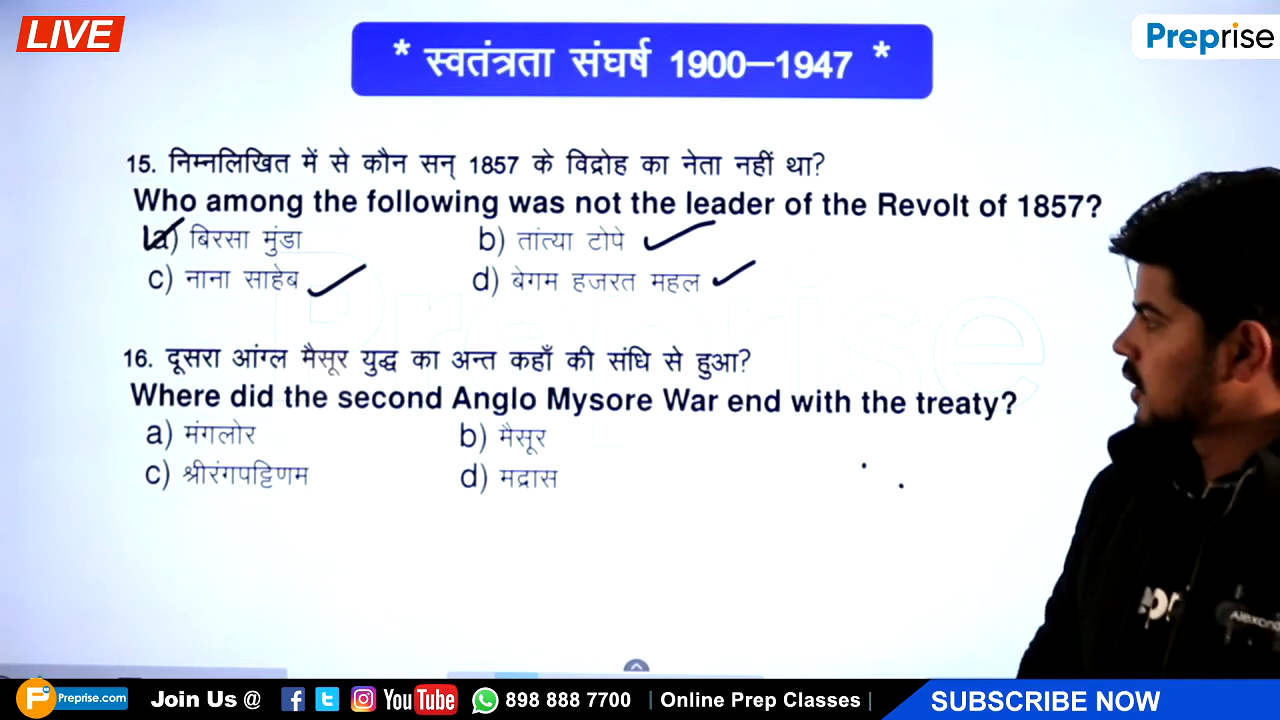 LIVE
Preprise
* स्वतंत्रता संघर्ष 1900–1947 *
15. निम्नलिखित में से कौन सन् 1857 के विद्रोह का नेता नहीं था?
Who among the following was not the leader of the Revolt of 1857?
a) बिरसा मुंडा b) तांत्या टोपे
c) नाना साहेब d) बेगम हजरत महल
Preprise
16. दूसरा आंग्ल मैसूर युद्ध का अन्त कहाँ की संधि से हुआ?
Where did the second Anglo Mysore War end with the treaty?
a) मंगलोर b) मैसूर
c) श्रीरंगपट्टिणम d) मद्रास
Preprise.com Join Us @ YouTube 898 888 7700 | Online Prep Classes | SUBSCRIBE NOW